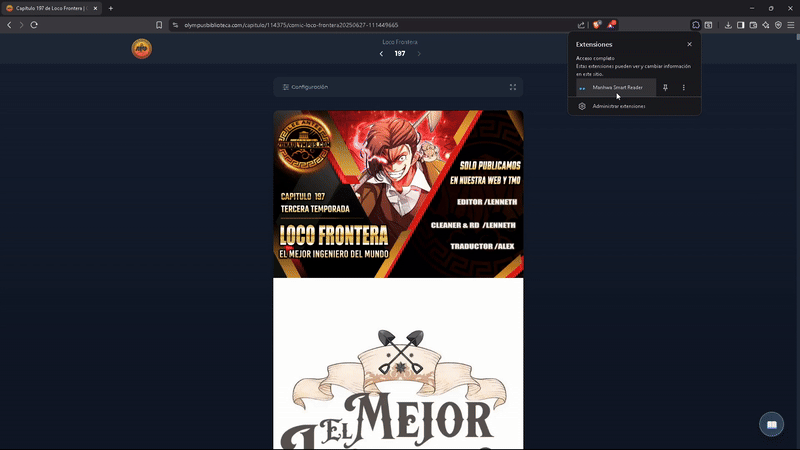 Capítulo 197 de Loco Frontera |
olympusbiblioteca.com/capitulo/114375/comic-loco-frontera20250627-111449665
Loco Frontera
197
Extensiones
Acceso completo
Estas extensiones pueden ver y cambiar información
en este sitio.
Manhwa Smart Reader
Administrar extensiones
Configuración
ZONAOLYMPUS.COM
CAPITULO 197
TERCERA TEMPORADA
LOCO FRONTERA
EL MEJOR INGENIERO DEL MUNDO
SOLO PUBLICAMOS
EN NUESTRA WEB Y TMO
EDITOR /LENNETH
CLEANER & RD /LENNETH
TRADUCTOR /ALEX
EL MEJOR